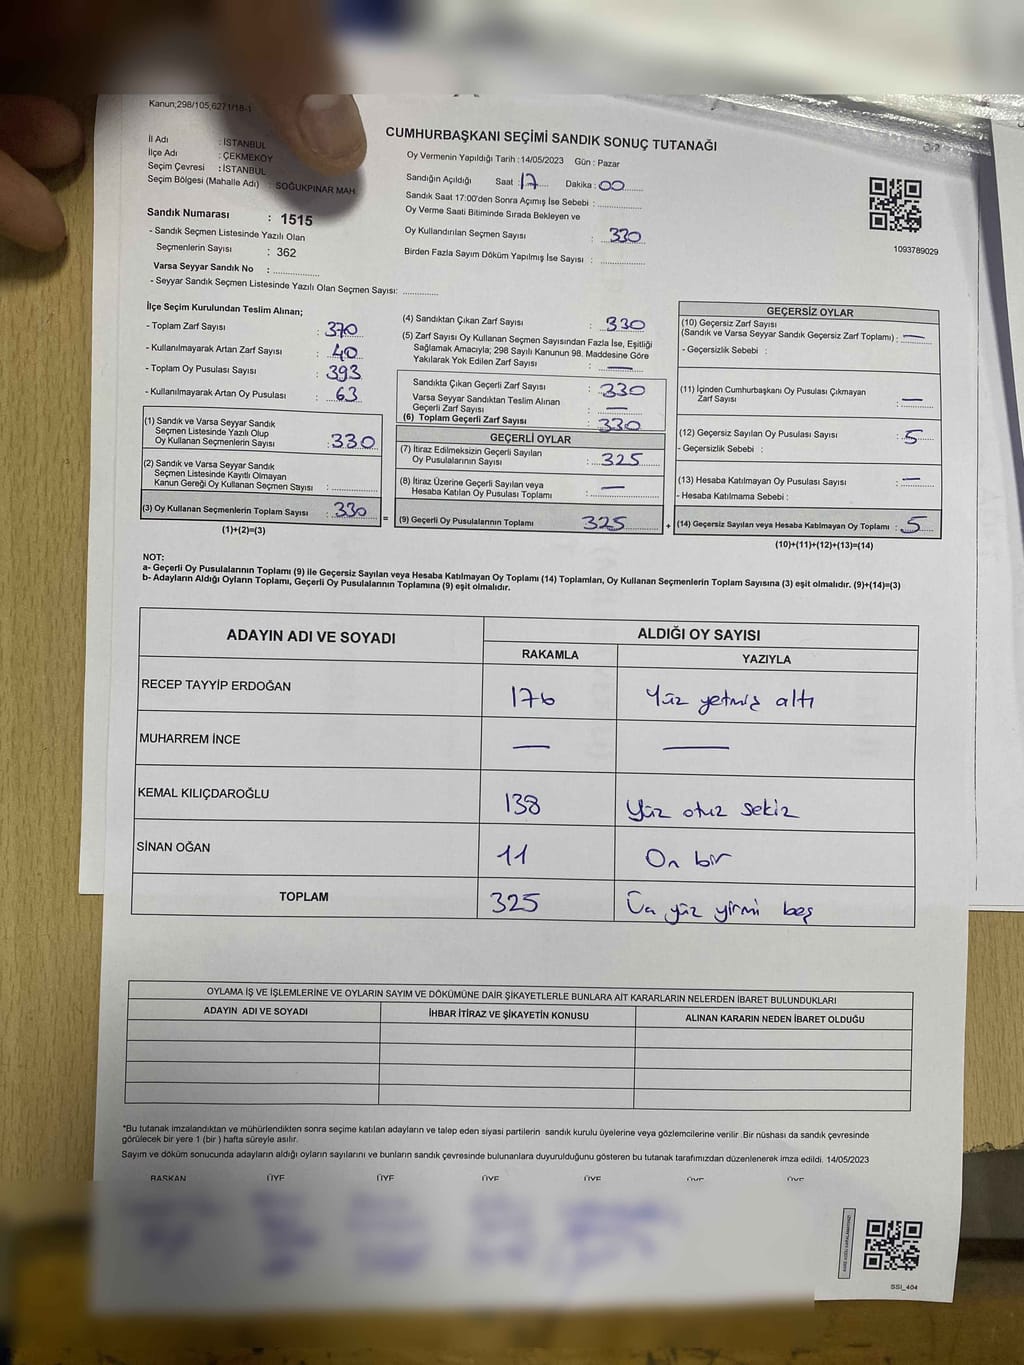 Kanun;298/105,6271/18-1
CUMHURBAŞKANI SEÇİMİ SANDIK SONUÇ TUTANAĞI
İl Adı : İSTANBUL
İlçe Adı : ÇEKMEKÖY
Seçim Çevresi : İSTANBUL
Seçim Bölgesi (Mahalle Adı) : SOĞUKPINAR MAH.
Sandık Numarası : 1515
- Sandık Seçmen Listesinde Yazılı Olan
Seçmenlerin Sayısı : 362
Varsa Seyyar Sandık No : ..............
- Seyyar Sandık Seçmen Listesinde Yazılı Olan Seçmen Sayısı: ............
Oy Vermenin Yapıldığı Tarih : 14/05/2023 Gün : Pazar
Sandığın Açıldığı Saat : 17 Dakika : 00
Sandık Saat 17:00'den Sonra Açımış İse Sebebi : ..............
Oy Verme Saati Bitiminde Sırada Bekleyen ve
Oy Kullandırılan Seçmen Sayısı : 330
Birden Fazla Sayım Döküm Yapılmış İse Sayısı : ..............
1093789029
İlçe Seçim Kurulundan Teslim Alınan;
- Toplam Zarf Sayısı : 370
- Kullanılmayarak Artan Zarf Sayısı : 40
- Toplam Oy Pusulası Sayısı : 393
- Kullanılmayarak Artan Oy Pusulası : 63
(1) Sandık ve Varsa Seyyar Sandık
Seçmen Listesinde Yazılı Olup
Oy Kullanan Seçmenlerin Sayısı : 330
(2) Sandık ve Varsa Seyyar Sandık
Seçmen Listesinde Kayıtlı Olmayan
Kanun Gereği Oy Kullanan Seçmen Sayısı : ..............
(3) Oy Kullanan Seçmenlerin Toplam Sayısı : 330
(1)+(2)=(3)
=
(4) Sandıktan Çıkan Zarf Sayısı : 330
(5) Zarf Sayısı Oy Kullanan Seçmen Sayısından Fazla İse, Eşitliği
Sağlamak Amacıyla; 298 Sayılı Kanunun 98. Maddesine Göre
Yakılarak Yok Edilen Zarf Sayısı : —
Sandıkta Çıkan Geçerli Zarf Sayısı : 330
Varsa Seyyar Sandıktan Teslim Alınan
Geçerli Zarf Sayısı : —
(6) Toplam Geçerli Zarf Sayısı : 330
GEÇERLİ OYLAR
(7) İtiraz Edilmeksizin Geçerli Sayılan
Oy Pusulalarının Sayısı : 325
(8) İtiraz Üzerine Geçerli Sayılan veya
Hesaba Katılan Oy Pusulası Toplamı : —
(9) Geçerli Oy Pusulalarının Toplamı 325
+
GEÇERSİZ OYLAR
(10) Geçersiz Zarf Sayısı
(Sandık ve Varsa Seyyar Sandık Geçersiz Zarf Toplamı) : —
- Geçersizlik Sebebi :
(11) İçinden Cumhurbaşkanı Oy Pusulası Çıkmayan
Zarf Sayısı : —
(12) Geçersiz Sayılan Oy Pusulası Sayısı : 5
- Geçersizlik Sebebi :
(13) Hesaba Katılmayan Oy Pusulası Sayısı : —
- Hesaba Katılmama Sebebi :
(14) Geçersiz Sayılan veya Hesaba Katılmayan Oy Toplamı : 5
(10)+(11)+(12)+(13)=(14)
NOT:
a- Geçerli Oy Pusulalarının Toplamı (9) ile Geçersiz Sayılan veya Hesaba Katılmayan Oy Toplamı (14) Toplamları, Oy Kullanan Seçmenlerin Toplam Sayısına (3) eşit olmalıdır. (9)+(14)=(3)
b- Adayların Aldığı Oyların Toplamı, Geçerli Oy Pusulalarının Toplamına (9) eşit olmalıdır.
ADAYIN ADI VE SOYADI ALDIĞI OY SAYISI
RAKAMLA YAZIYLA
RECEP TAYYİP ERDOĞAN 176 Yüz yetmiş altı
MUHARREM İNCE — —
KEMAL KILIÇDAROĞLU 138 Yüz otuz sekiz
SİNAN OĞAN 11 On bir
TOPLAM 325 Üç yüz yirmi beş
OYLAMA İŞ VE İŞLEMLERİNE VE OYLARIN SAYIM VE DÖKÜMÜNE DAİR ŞİKAYETLERLE BUNLARA AİT KARARLARIN NELERDEN İBARET BULUNDUKLARI
ADAYIN ADI VE SOYADI İHBAR İTİRAZ VE ŞİKAYETİN KONUSU ALINAN KARARIN NEDEN İBARET OLDUĞU
*Bu tutanak imzalandıktan ve mühürlendikten sonra seçime katılan adayların ve talep eden siyasi partilerin sandık kurulu üyelerine veya gözlemcilerine verilir. Bir nüshası da sandık çevresinde
görülecek bir yere 1 (bir ) hafta süreyle asılır.
Sayım ve döküm sonucunda adayların aldığı oyların sayılarını ve bunların sandık çevresinde bulunanlara duyurulduğunu gösteren bu tutanak tarafımızdan düzenlenerek imza edildi. 14/05/2023
BAŞKAN ÜYE ÜYE ÜYE ÜYE ÜYE ÜYE
SSI_404